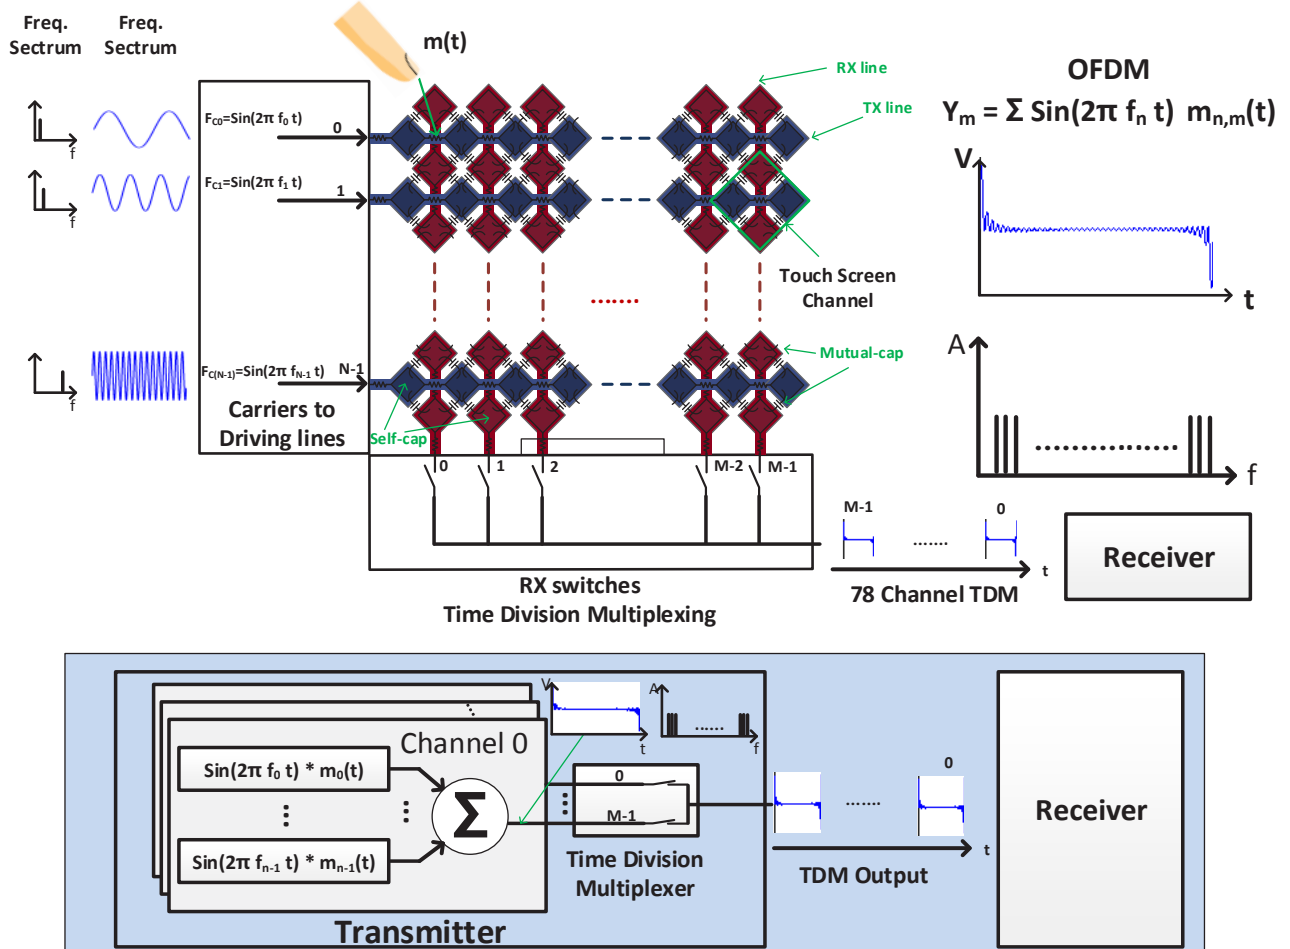 Freq.
Sectrum
Freq.
Sectrum
m(t)
RX line
TX line
OFDM
Yₘ = Σ Sin(2π fₙ t) mₙ,ₘ(t)
F_C0=Sin(2π f₀ t)
0
f
F_C1=Sin(2π f₁ t)
1
f
V
t
Touch Screen
Channel
.......
F_C(N-1)=Sin(2π f_N-1 t)
N-1
f
Carriers to
Driving lines
Self-cap
Mutual-cap
A
f
0
1
2
M-2
M-1
M-1
0
.......
t
78 Channel TDM
Receiver
RX switches
Time Division Multiplexing
V
t
A
......
f
Channel 0
Sin(2π f₀ t) * m₀(t)
Sin(2π fₙ₋₁ t) * mₙ₋₁(t)
Σ
0
M-1
Time Division
Multiplexer
0
.......
t
TDM Output
Receiver
Transmitter